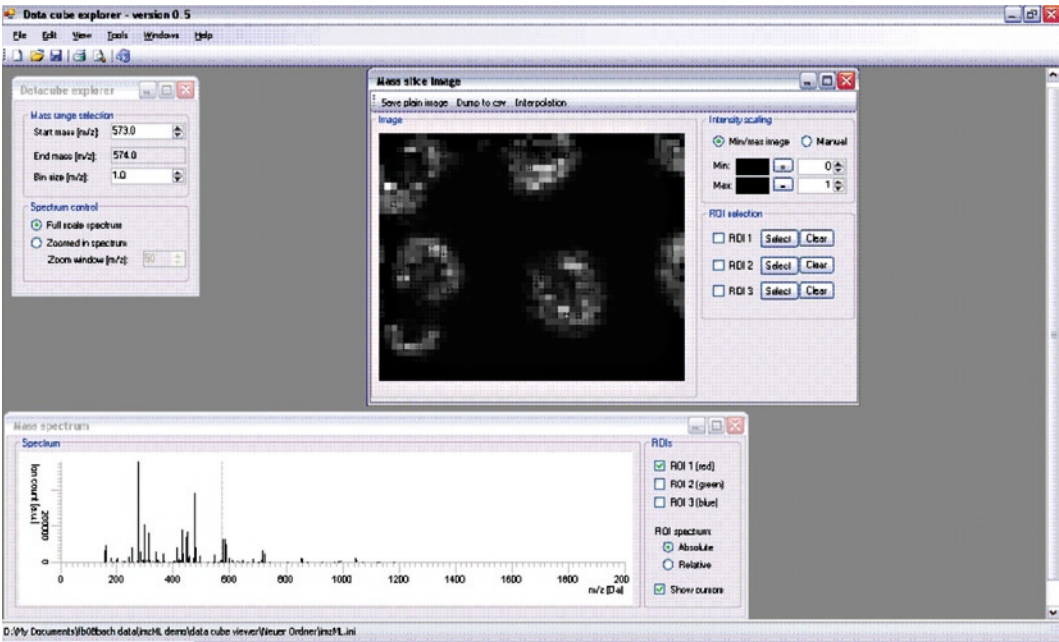 Data cube explorer - version 0.5
File Edit View Tools Windows Help
Datacube explorer
Mass range selection
Start mass [m/z]: 573.0
End mass [m/z]: 574.0
Bin size [m/z]: 1.0
Spectrum control
Full scale spectrum
Zoomed in spectrum
Zoom window [m/z]: 50
Mass slice image
Save plain image Dump to csv Interpolation
Image
Intensity scaling
Min/max image Manual
Min: ... 0
Max: ... 1
ROI selection
ROI 1 Select Clear
ROI 2 Select Clear
ROI 3 Select Clear
Mass spectrum
Spectrum
Ion count [a.u.]
200000
0
0 200 400 600 800 1000 1200 1400 1600 1800 200
m/z [Da]
ROIs
ROI 1 (red)
ROI 2 (green)
ROI 3 (blue)
ROI spectrum:
Absolute
Relative
Show cursors
D:\My Documents\fb08bach data\imzML demo\data cube viewer\Neuer Ordner\imzML.ini